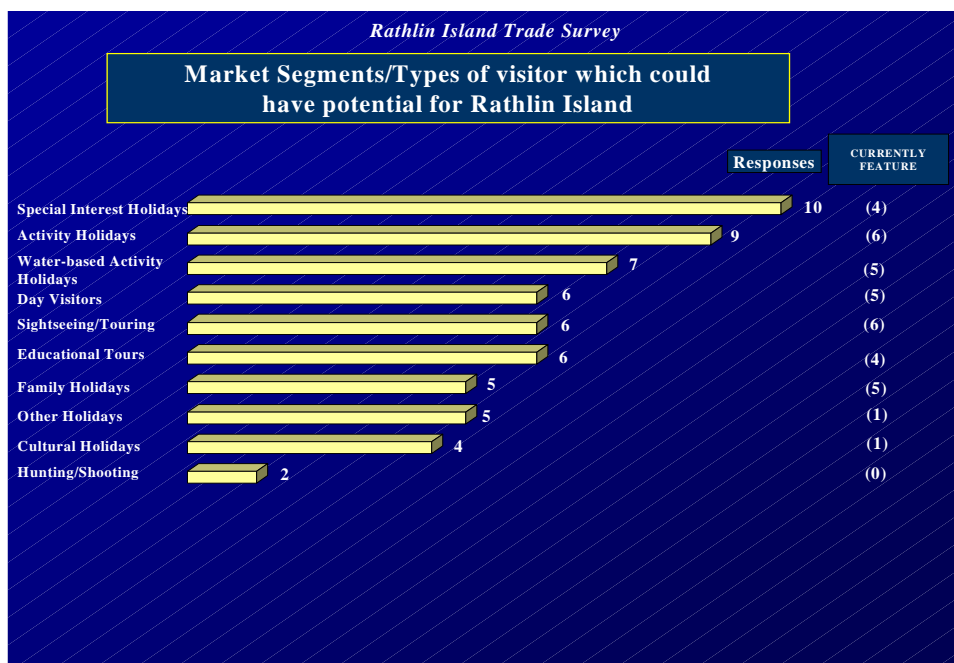 Rathlin Island Trade Survey
Market Segments/Types of visitor which could
have potential for Rathlin Island
Responses
CURRENTLY
FEATURE
Special Interest Holidays 10 (4)
Activity Holidays 9 (6)
Water-based Activity
Holidays 7 (5)
Day Visitors 6 (5)
Sightseeing/Touring 6 (6)
Educational Tours 6 (4)
Family Holidays 5 (5)
Other Holidays 5 (1)
Cultural Holidays 4 (1)
Hunting/Shooting 2 (0)